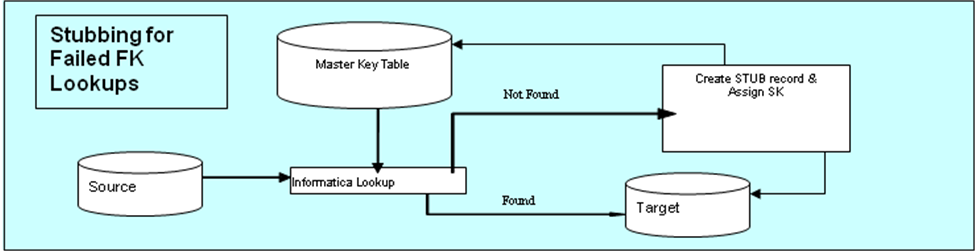 Stubbing for
Failed FK
Lookups
Master Key Table
Create STUB record &
Assign SK
Not Found
Source
Informatica Lookup
Found
Target